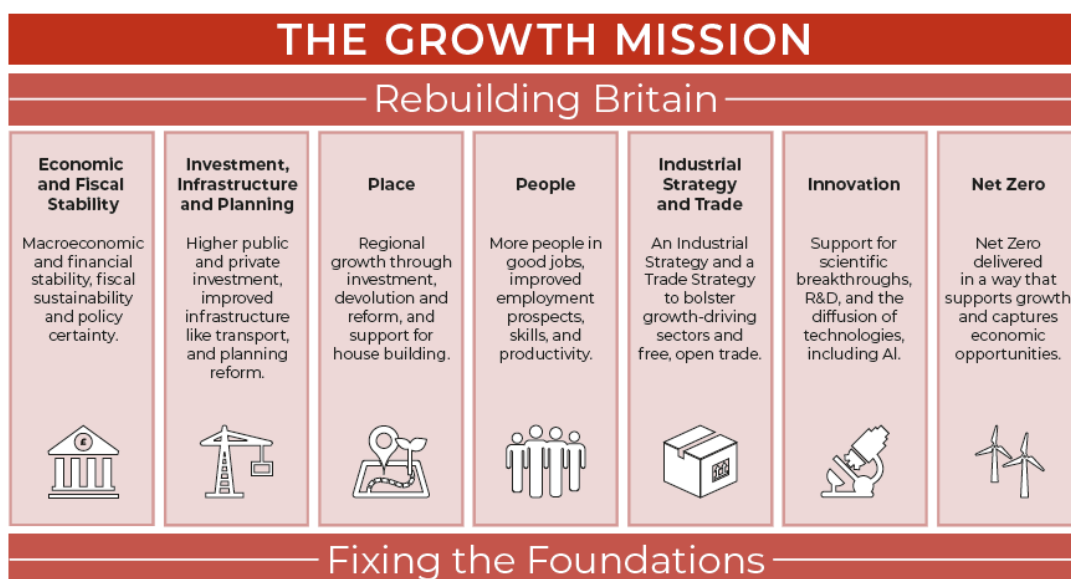 THE GROWTH MISSION
Rebuilding Britain
Economic
and Fiscal
Stability
Macroeconomic
and financial
stability, fiscal
sustainability
and policy
certainty.
£
Investment,
Infrastructure
and Planning
Higher public
and private
investment,
improved
infrastructure
like transport,
and planning
reform.
Place
Regional
growth through
investment,
devolution and
reform, and
support for
house building.
People
More people in
good jobs,
improved
employment
prospects,
skills, and
productivity.
Industrial
Strategy
and Trade
An Industrial
Strategy and a
Trade Strategy
to bolster
growth-driving
sectors and
free, open trade.
Innovation
Support for
scientific
breakthroughs,
R&D, and the
diffusion of
technologies,
including AI.
Net Zero
Net Zero
delivered
in a way that
supports growth
and captures
economic
opportunities.
Fixing the Foundations